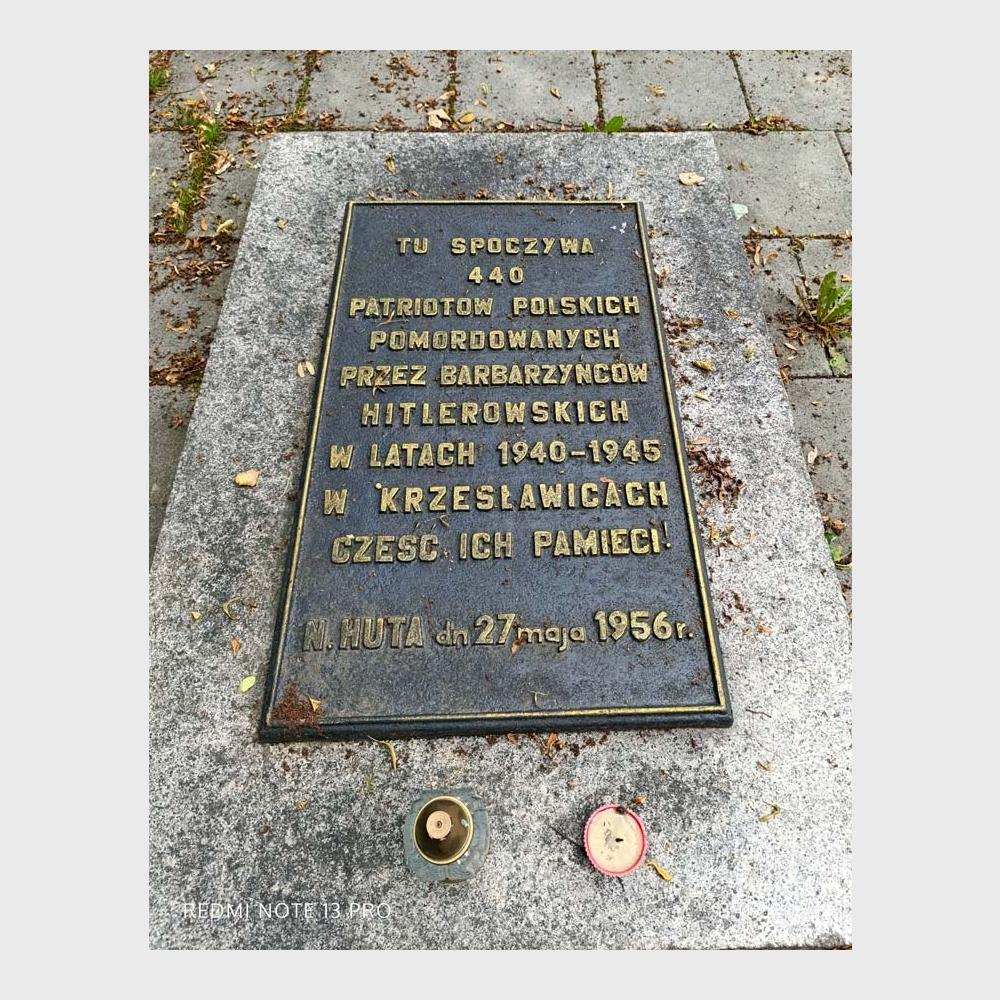 TU SPOCZYWA
440
PATRIOTÓW POLSKICH
POMORDOWANYCH
PRZEZ BARBARZYŃCÓW
HITLEROWSKICH
W LATACH 1940-1945
W KRZESŁAWICACH
CZEŚĆ ICH PAMIĘCI!
N. HUTA dn 27 maja 1956 r.
REDMI NOTE 13 PRO